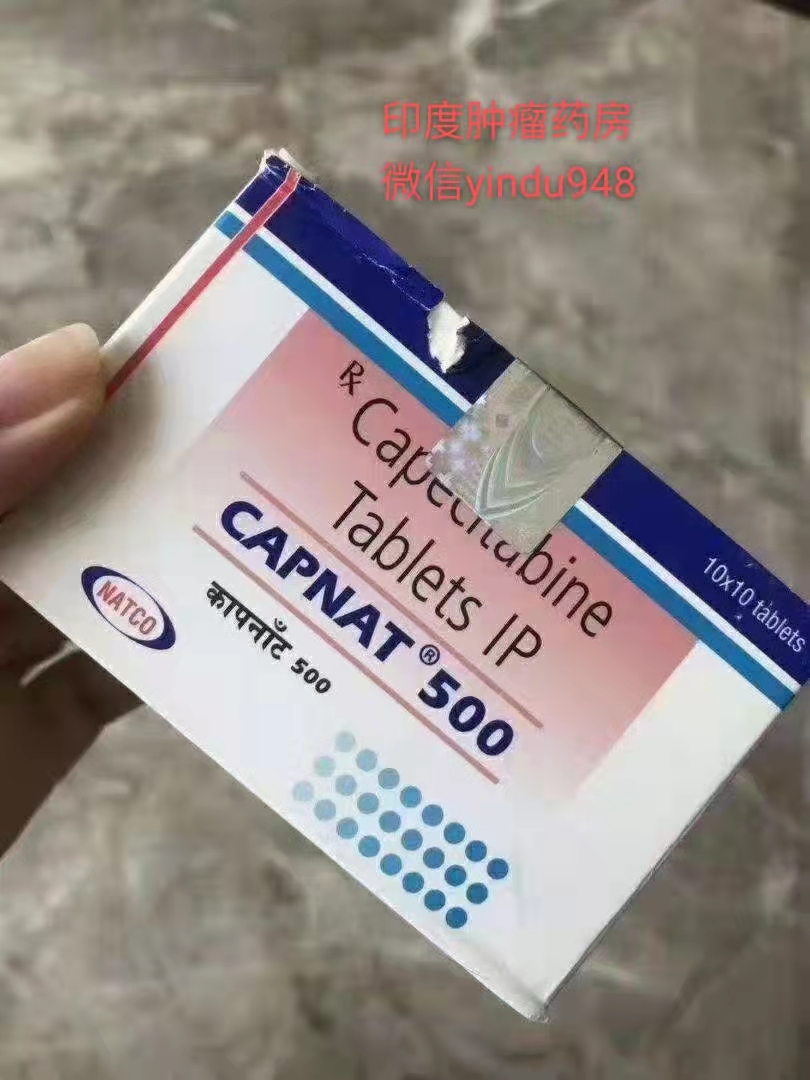 印度肿瘤药房
微信yindu948
Rx
Capecitabine
Tablets IP
CAPNAT® 500
कापनाँट 500
NATCO
10x10 tablets